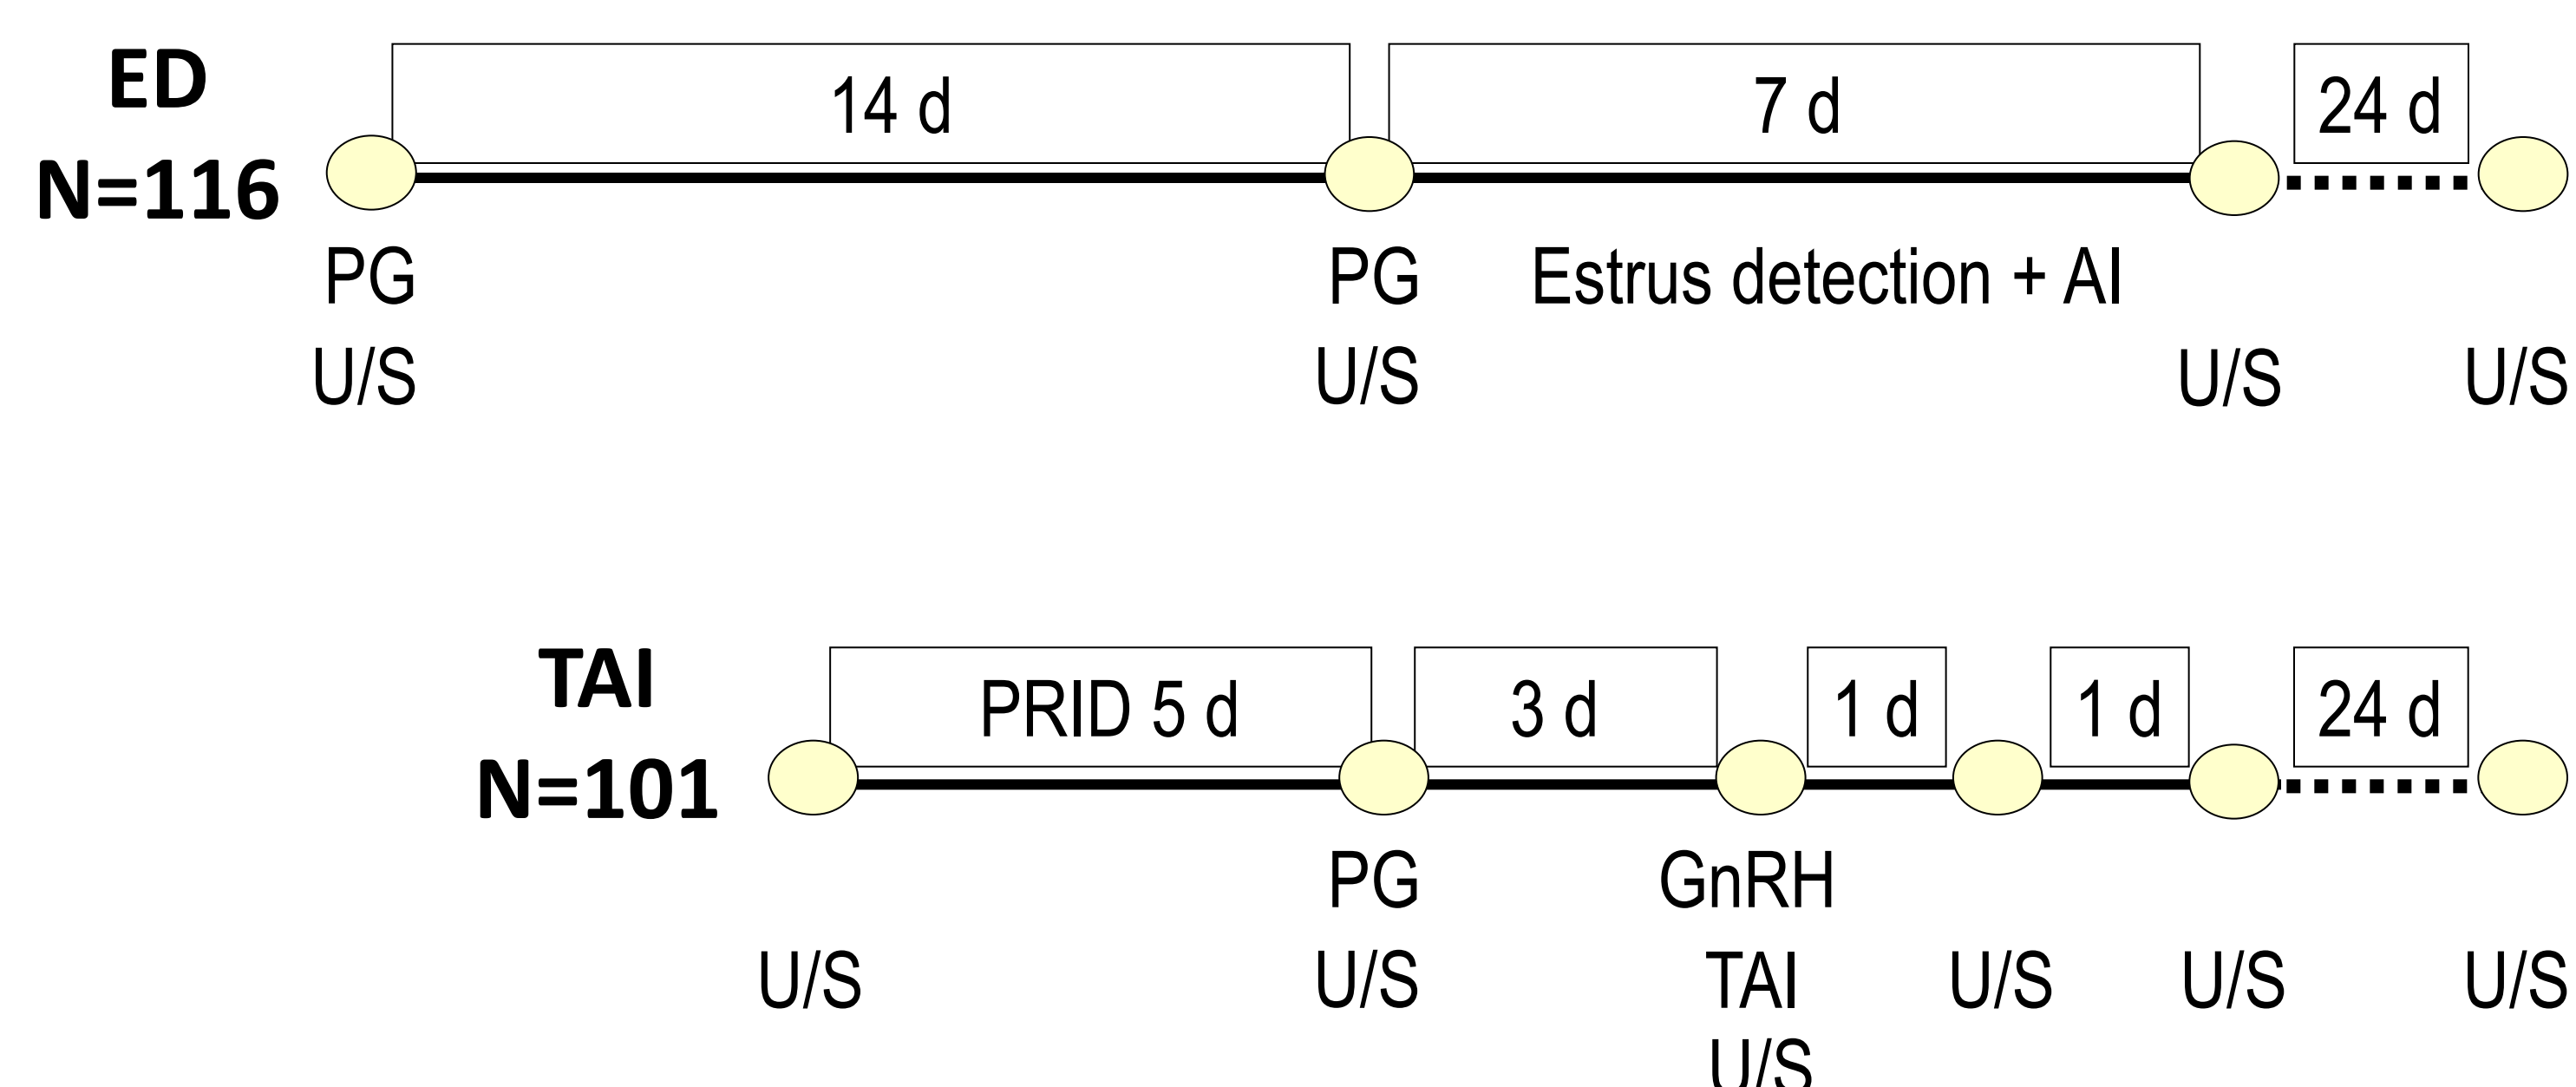 ED
N=116
14 d
7 d
24 d
PG
PG
Estrus detection + AI
U/S
U/S
U/S
U/S
TAI
N=101
PRID 5 d
3 d
1 d
1 d
24 d
PG
GnRH
U/S
U/S
TAI
U/S
U/S
U/S
U/S